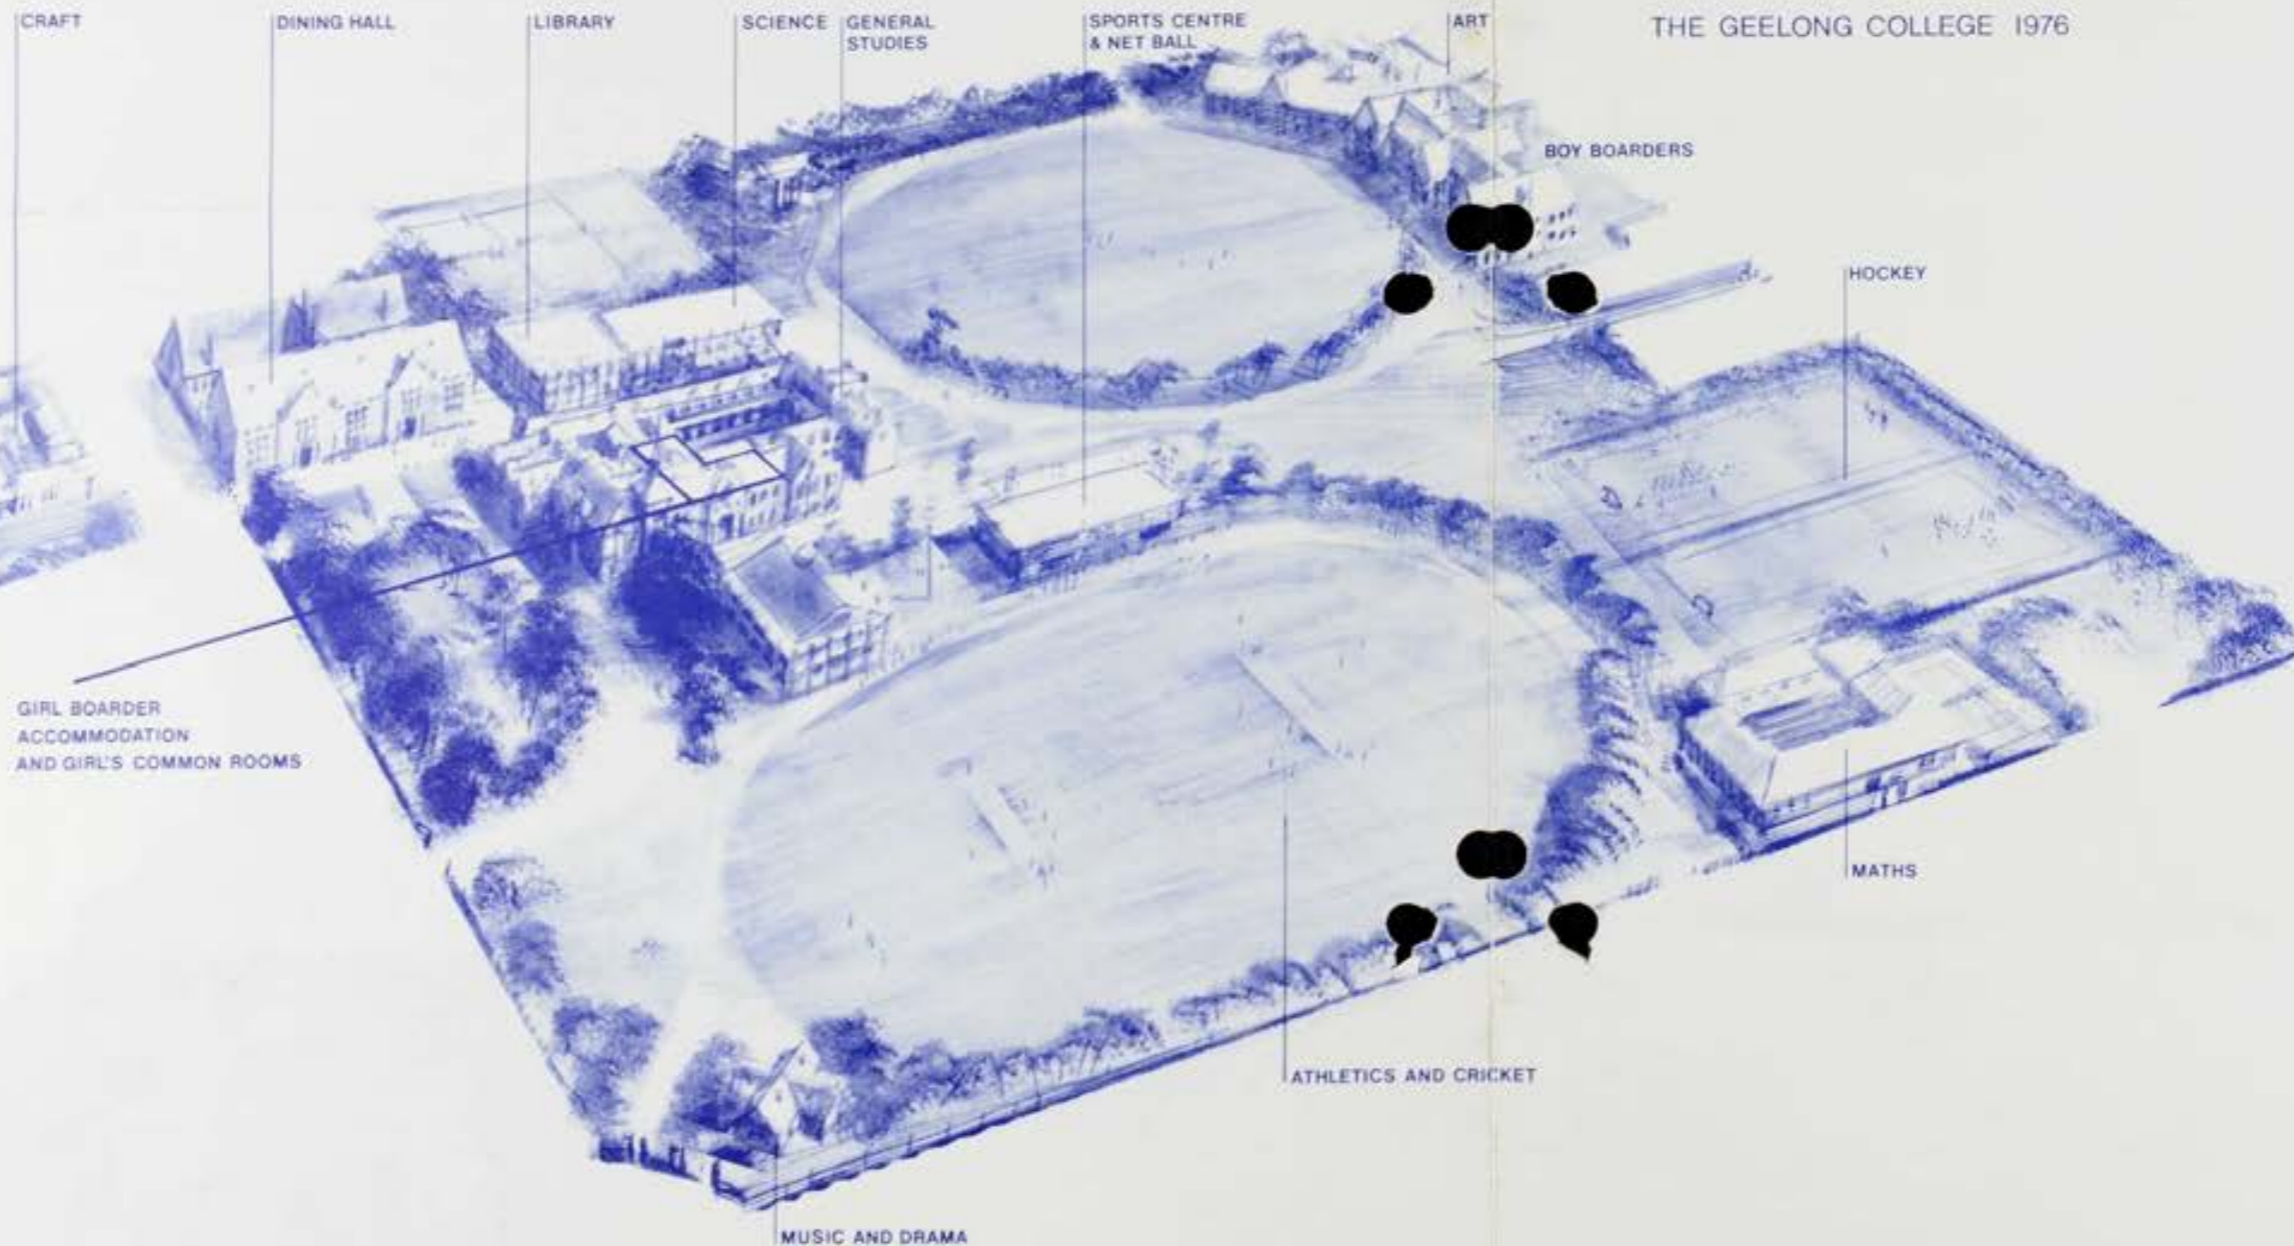 CRAFT
DINING HALL
LIBRARY
SCIENCE
GENERAL
STUDIES
SPORTS CENTRE
& NET BALL
ART
THE GEELONG COLLEGE 1976
BOY BOARDERS
HOCKEY
GIRL BOARDER
ACCOMMODATION
AND GIRL'S COMMON ROOMS
MATHS
ATHLETICS AND CRICKET
MUSIC AND DRAMA